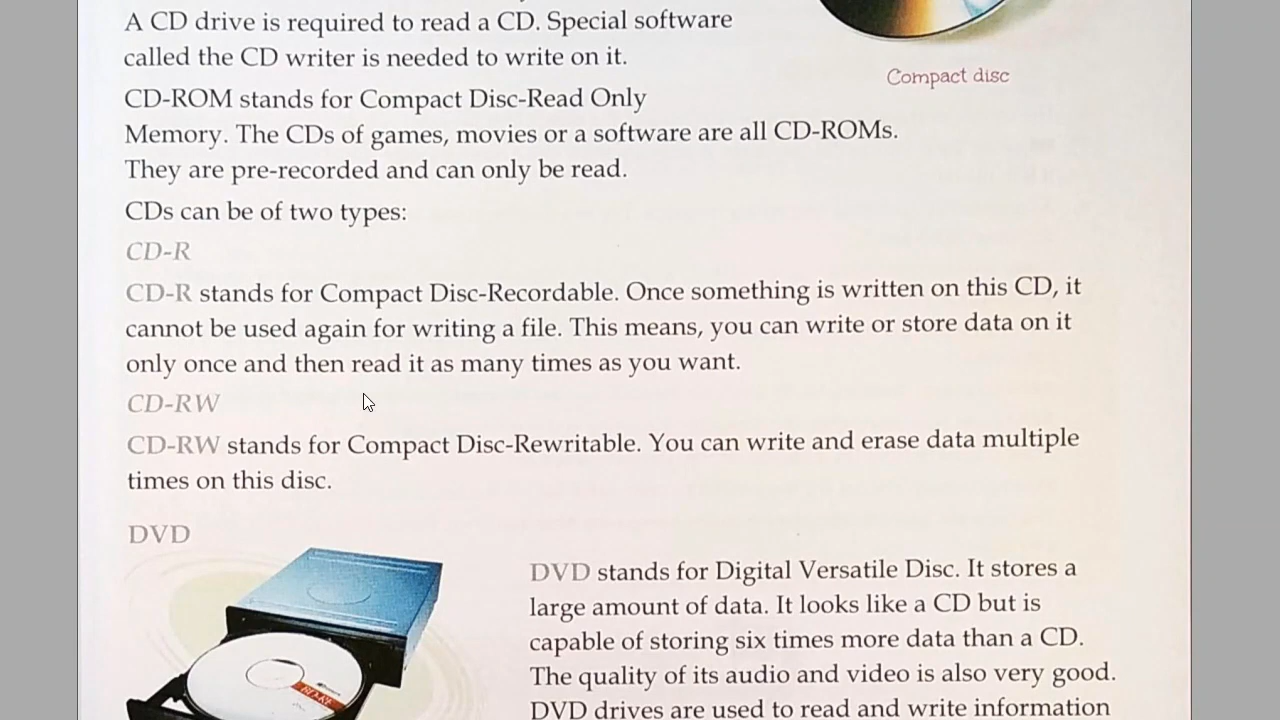 A CD drive is required to read a CD. Special software
called the CD writer is needed to write on it.
Compact disc
CD-ROM stands for Compact Disc-Read Only
Memory. The CDs of games, movies or a software are all CD-ROMs.
They are pre-recorded and can only be read.
CDs can be of two types:
CD-R
CD-R stands for Compact Disc-Recordable. Once something is written on this CD, it
cannot be used again for writing a file. This means, you can write or store data on it
only once and then read it as many times as you want.
CD-RW
CD-RW stands for Compact Disc-Rewritable. You can write and erase data multiple
times on this disc.
DVD
DVD stands for Digital Versatile Disc. It stores a
large amount of data. It looks like a CD but is
capable of storing six times more data than a CD.
The quality of its audio and video is also very good.
DVD drives are used to read and write information